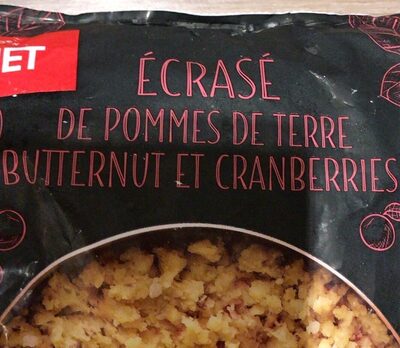 ÉCRASÉ
DE POMMES DE TERRE
BUTTERNUT ET CRANBERRIES